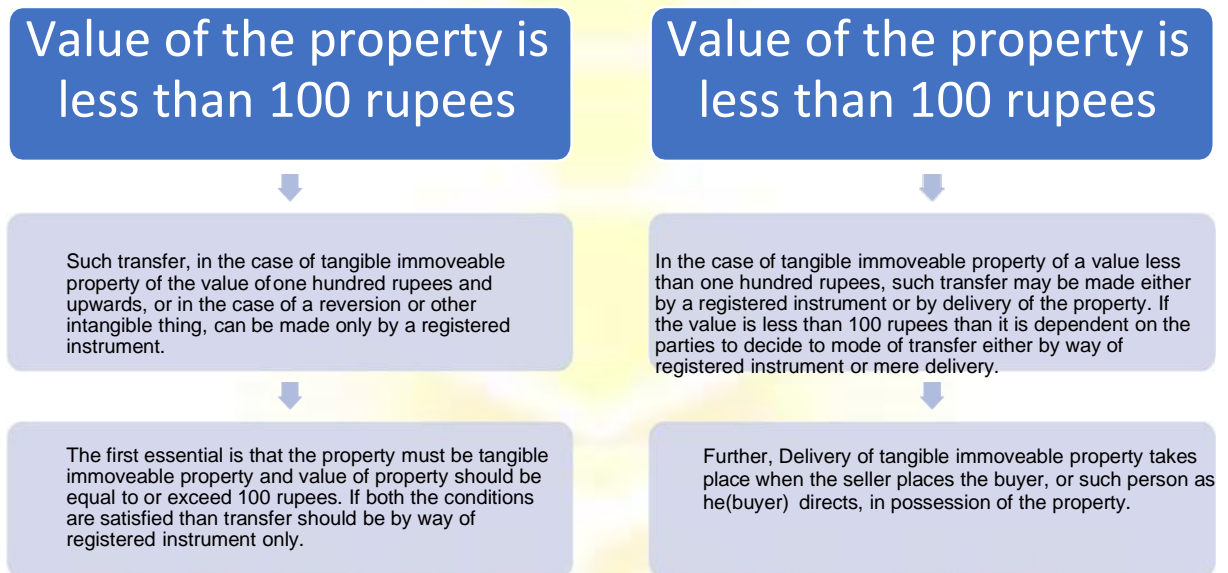 Value of the property is
less than 100 rupees
Such transfer, in the case of tangible immoveable
property of the value ofone hundred rupees and
upwards, or in the case of a reversion or other
intangible thing, can be made only by a registered
instrument.
The first essential is that the property must be tangible
immoveable property and value of property should be
equal to or exceed 100 rupees. If both the conditions
are satisfied than transfer should be by way of
registered instrument only.
Value of the property is
less than 100 rupees
In the case of tangible immoveable property of a value less
than one hundred rupees, such transfer may be made either
by a registered instrument or by delivery of the property. If
the value is less than 100 rupees than it is dependent on the
parties to decide to mode of transfer either by way of
registered instrument or mere delivery.
Further, Delivery of tangible immoveable property takes
place when the seller places the buyer, or such person as
he(buyer) directs, in possession of the property.